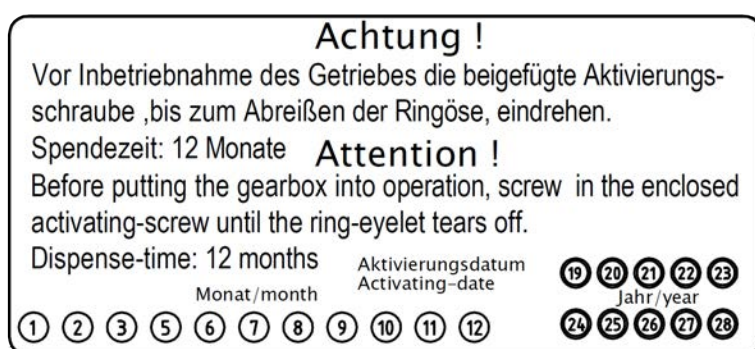 Achtung !
Vor Inbetriebnahme des Getriebes die beigefügte Aktivierungs-
schraube ,bis zum Abreißen der Ringöse, eindrehen.
Spendezeit: 12 Monate
Attention !
Before putting the gearbox into operation, screw in the enclosed
activating-screw until the ring-eyelet tears off.
Dispense-time: 12 months
Aktivierungsdatum
Activating-date
Monat/month
1 2 3 5 6 7 8 9 10 11 12
19 20 21 22 23
Jahr/year
24 25 26 27 28